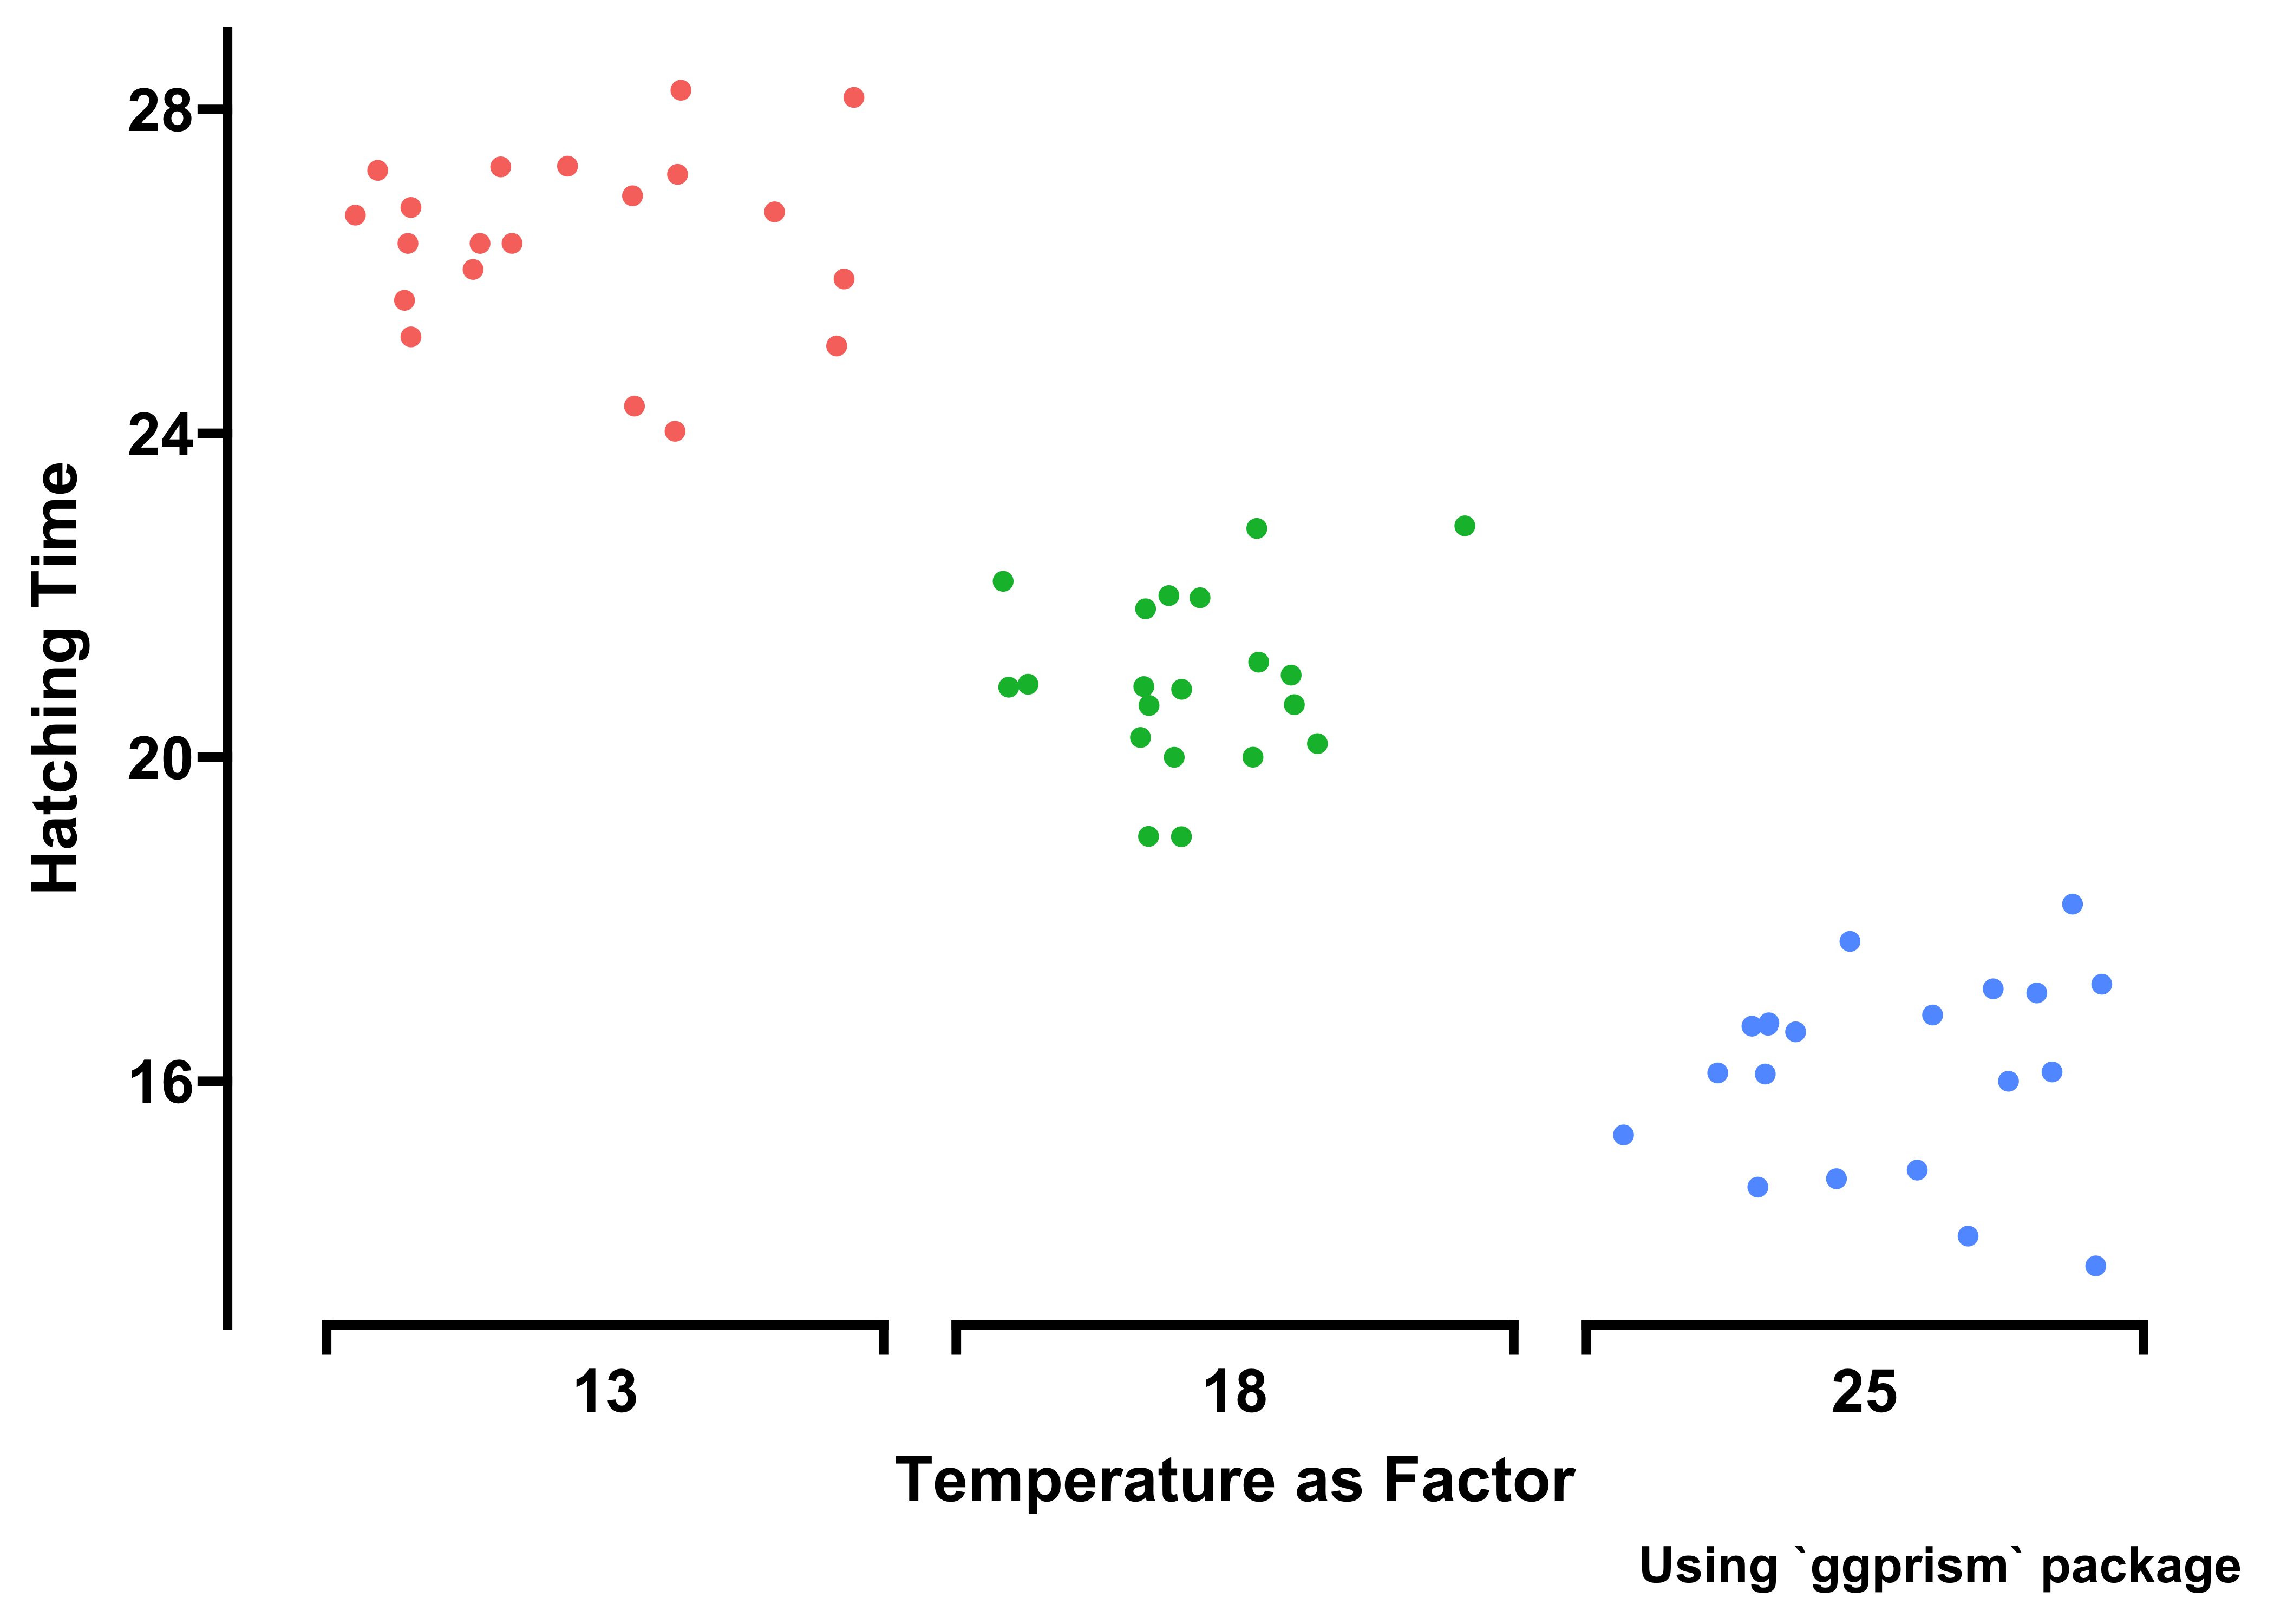 28
24
20
16
Hatching Time
13 18 25
Temperature as Factor
Using `ggprism` package